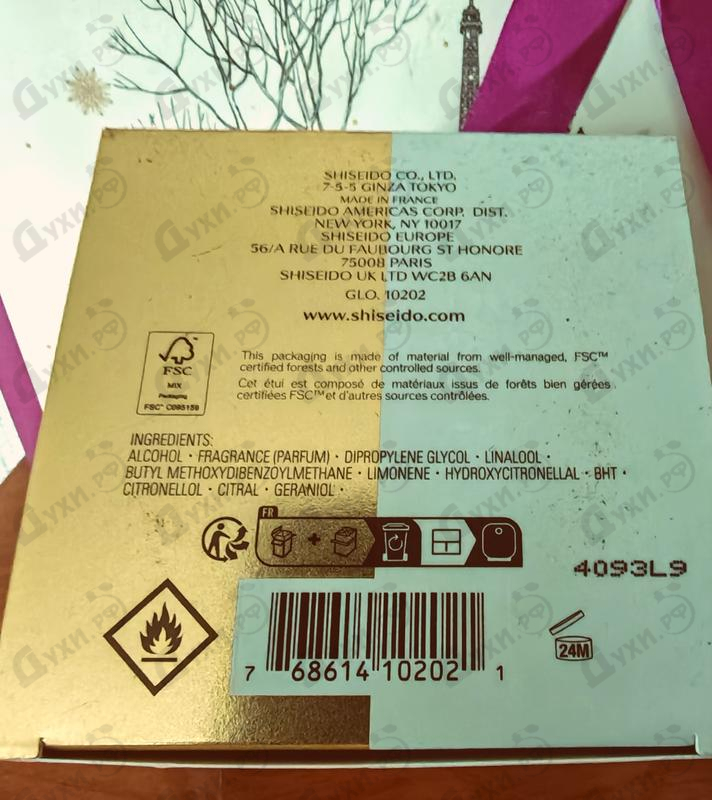 SHISEIDO CO., LTD.
7-5-5 GINZA TOKYO
MADE IN FRANCE
SHISEIDO AMERICAS CORP. DIST.
NEW YORK, NY 10017
SHISEIDO EUROPE
56/A RUE DU FAUBOURG ST HONORE
75008 PARIS
SHISEIDO UK LTD WC2B 6AN
GLO. 10202
www.shiseido.com
FSC
MIX
Packaging
FSC™ C095159
This packaging is made of material from well-managed, FSC™
certified forests and other controlled sources.
Cet étui est composé de matériaux issus de forêts bien gérées
certifiées FSC™ et d'autres sources contrôlées.
INGREDIENTS:
ALCOHOL · FRAGRANCE (PARFUM) · DIPROPYLENE GLYCOL · LINALOOL ·
BUTYL METHOXYDIBENZOYLMETHANE · LIMONENE · HYDROXYCITRONELLAL · BHT ·
CITRONELLOL · CITRAL · GERANIOL ·
FR
+
4093L9
24M
7 68614 10202 1
Духи.РФ